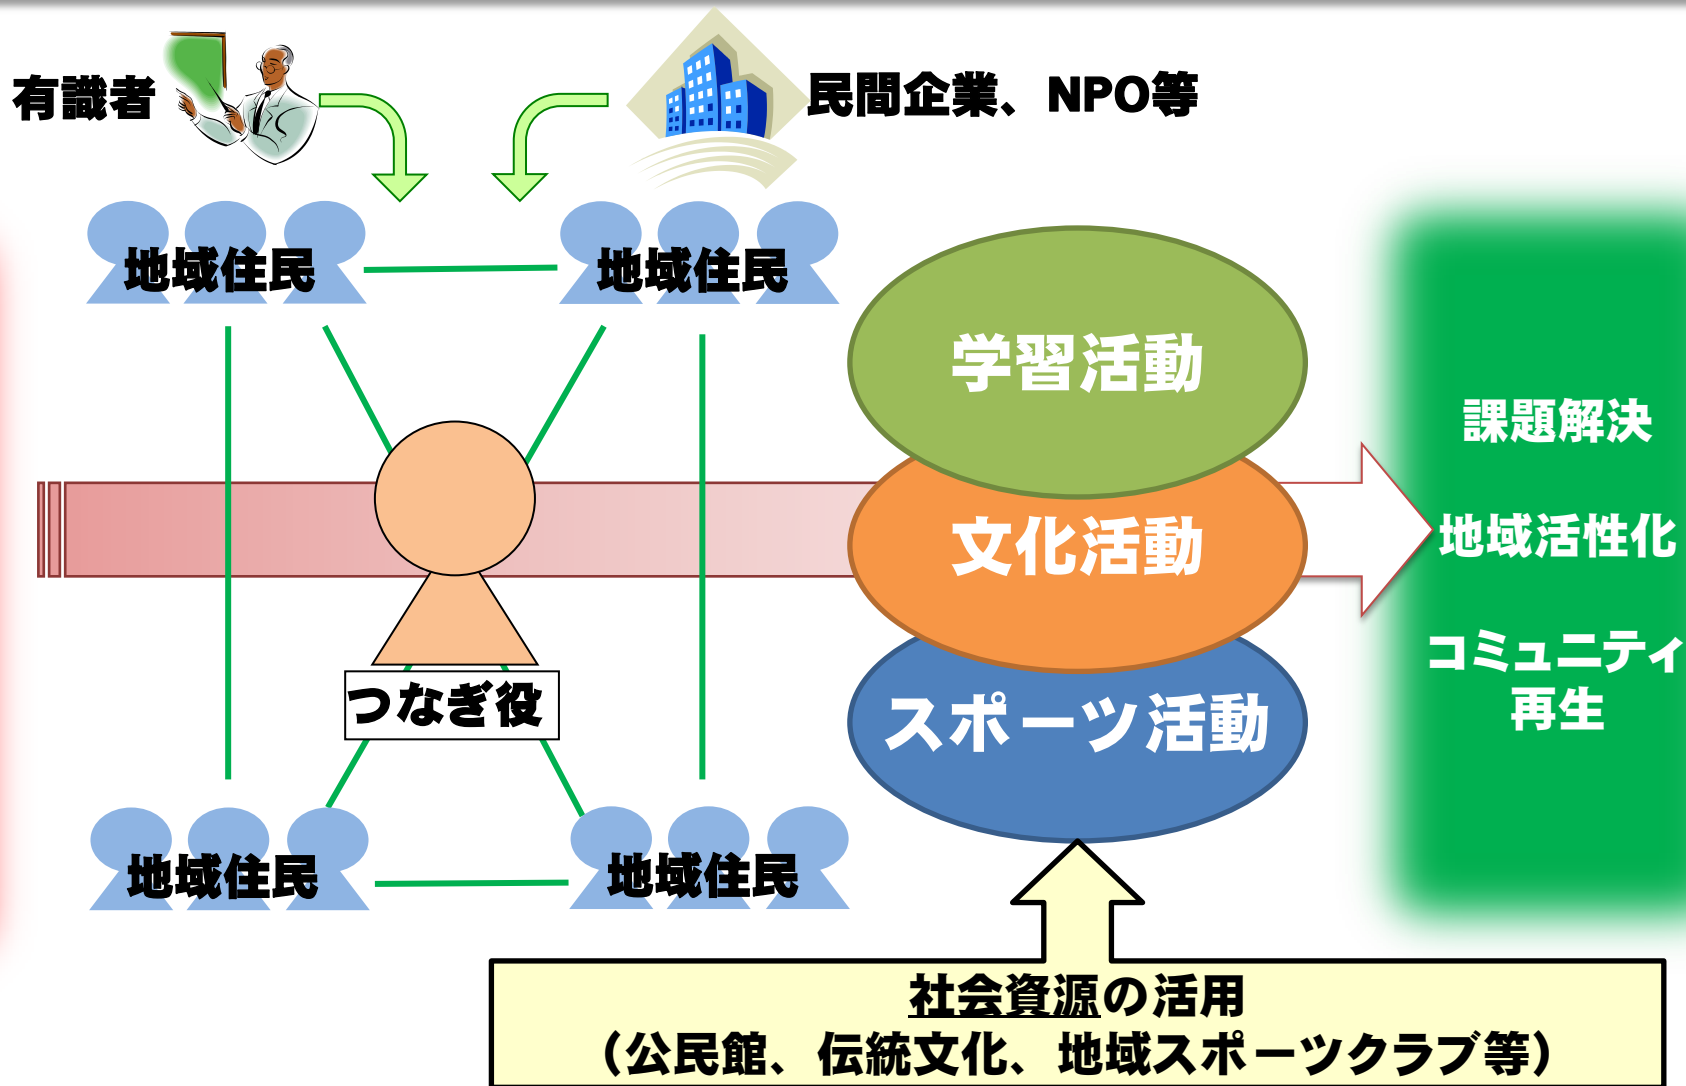 有識者
民間企業、NPO等
地域住民
地域住民
学習活動
文化活動
スポーツ活動
課題解決
地域活性化
コミュニティ
再生
つなぎ役
地域住民
地域住民
社会資源の活用
（公民館、伝統文化、地域スポーツクラブ等）